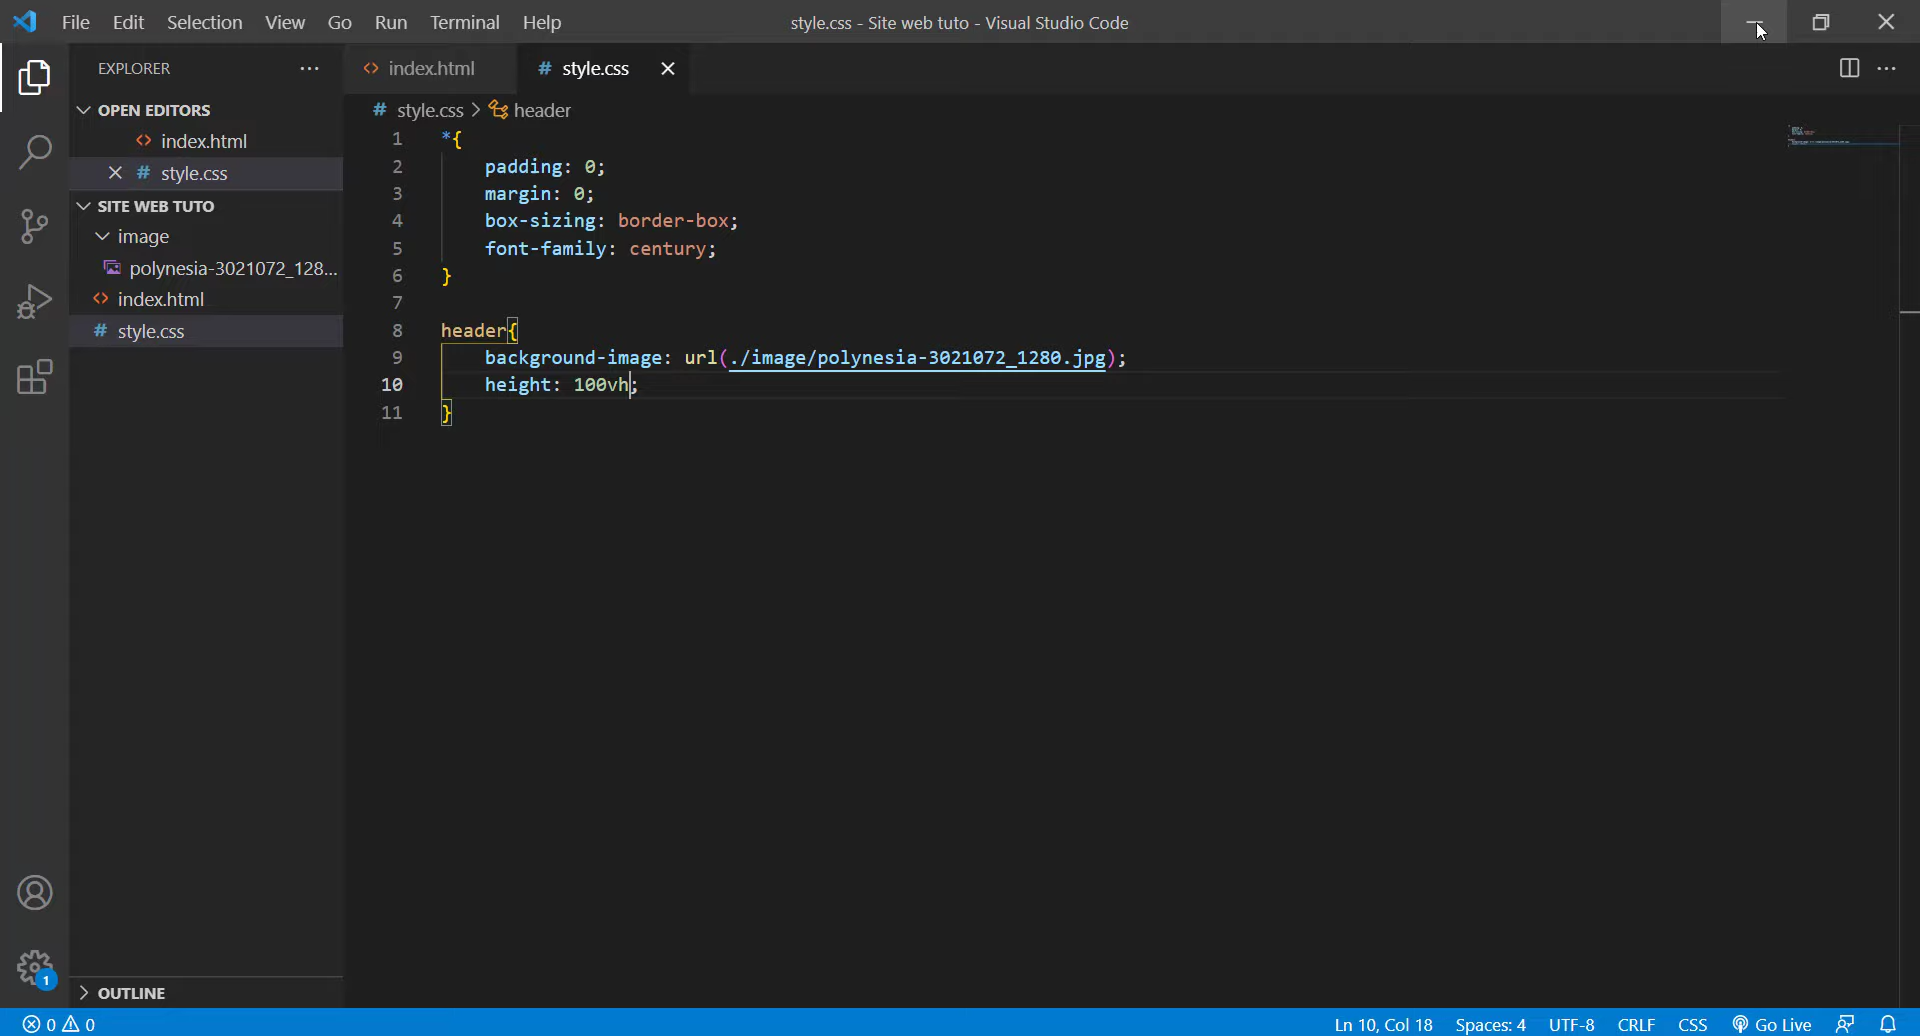 File Edit Selection View Go Run Terminal Help
style.css - Site web tuto - Visual Studio Code
EXPLORER
OPEN EDITORS
index.html
style.css
SITE WEB TUTO
image
polynesia-3021072_128...
index.html
style.css
OUTLINE
index.html
style.css
style.css > header
1 *{
2 padding: 0;
3 margin: 0;
4 box-sizing: border-box;
5 font-family: century;
6 }
7
8 header{
9 background-image: url(./image/polynesia-3021072_1280.jpg);
10 height: 100vh;
11 }
1
0 0
Ln 10, Col 18 Spaces: 4 UTF-8 CRLF CSS Go Live